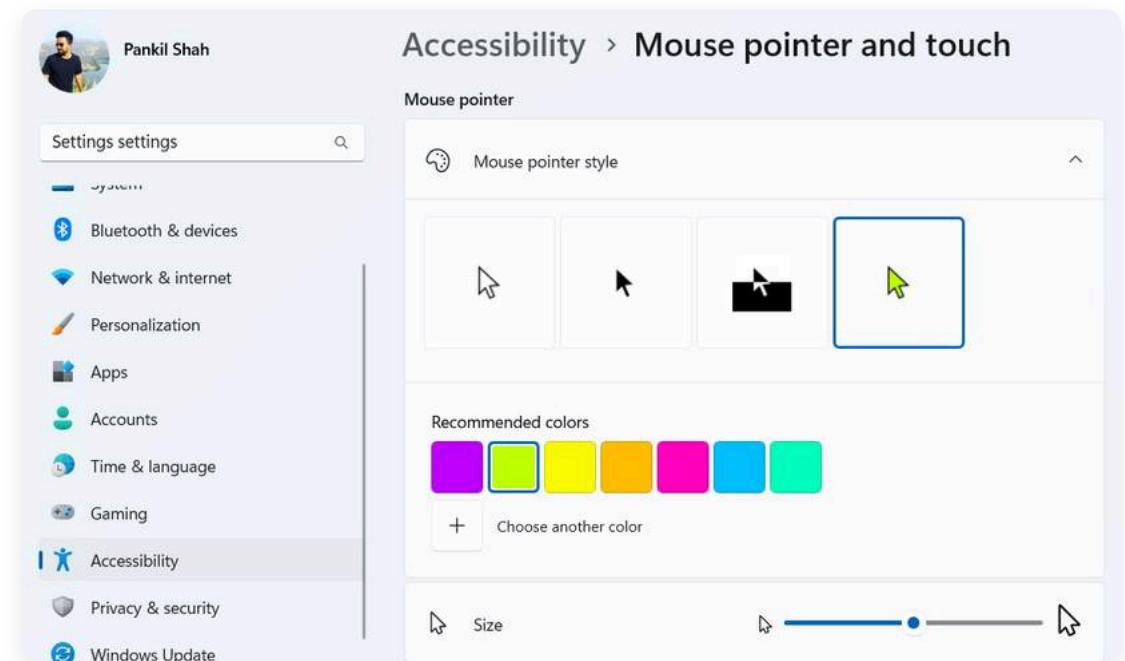 Pankil Shah
Settings settings
System
Bluetooth & devices
Network & internet
Personalization
Apps
Accounts
Time & language
Gaming
Accessibility
Privacy & security
Windows Update
Accessibility > Mouse pointer and touch
Mouse pointer
Mouse pointer style
Recommended colors
Choose another color
Size